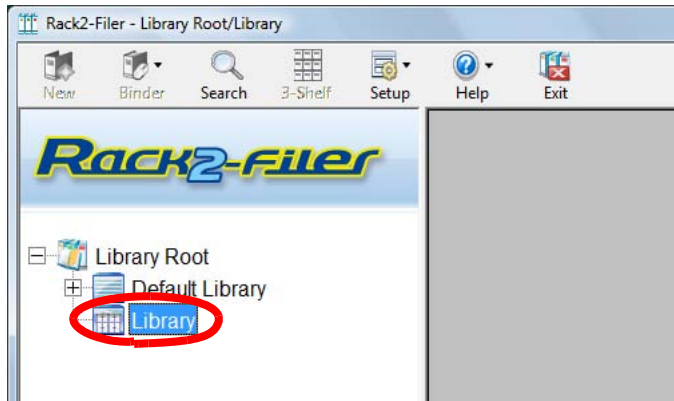 Rack2-Filer - Library Root/Library
New Binder Search 3-Shelf Setup Help Exit
Rack2-Filer
Library Root
Default Library
Library